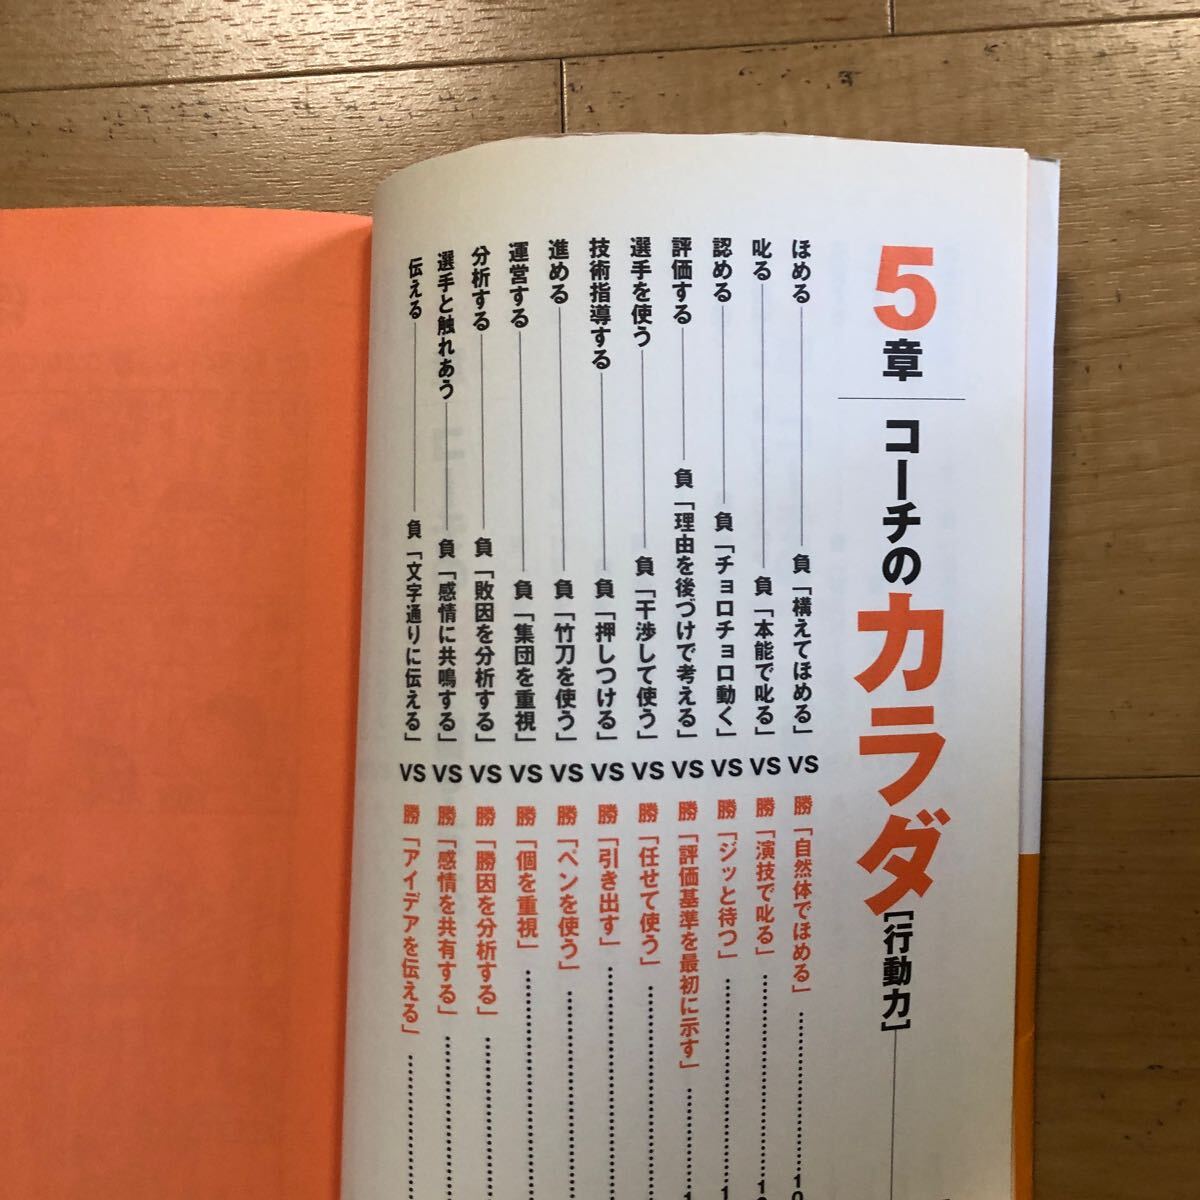 5章 コーチのカラダ[行動力]
ほめる 負「構えてほめる」 VS 勝「自然体でほめる」 10
叱る 負「本能で叱る」 VS 勝「演技で叱る」
認める 負「チョロチョロ動く」 VS 勝「ジッと待つ」
評価する 負「理由を後づけで考える」 VS 勝「評価基準を最初に示す」
選手を使う 負「干渉して使う」 VS 勝「任せて使う」
技術指導する 負「押しつける」 VS 勝「引き出す」
進める 負「竹刀を使う」 VS 勝「ペンを使う」
運営する 負「集団を重視」 VS 勝「個を重視」
分析する 負「敗因を分析する」 VS 勝「勝因を分析する」
選手と触れあう 負「感情に共鳴する」 VS 勝「感情を共有する」
伝える 負「文字通りに伝える」 VS 勝「アイデアを伝える」